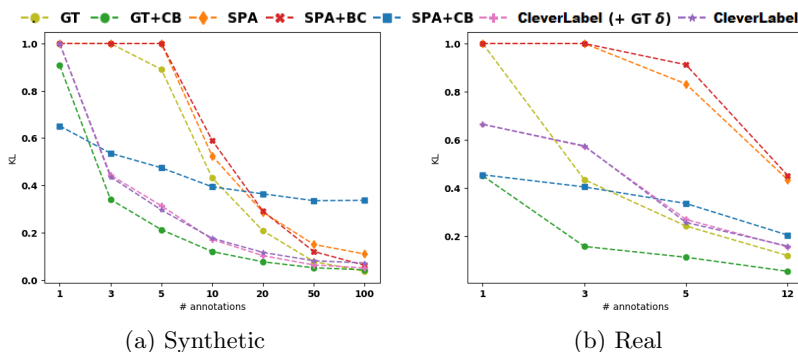 GT GT+CB SPA SPA+BC SPA+CB CleverLabel (+ GT δ) CleverLabel
1.0
0.8
0.6
0.4
0.2
0.0
KL
1 3 5 10 20 50 100
# annotations
(a) Synthetic
1.0
0.8
0.6
0.4
0.2
KL
1 3 5 12
# annotations
(b) Real